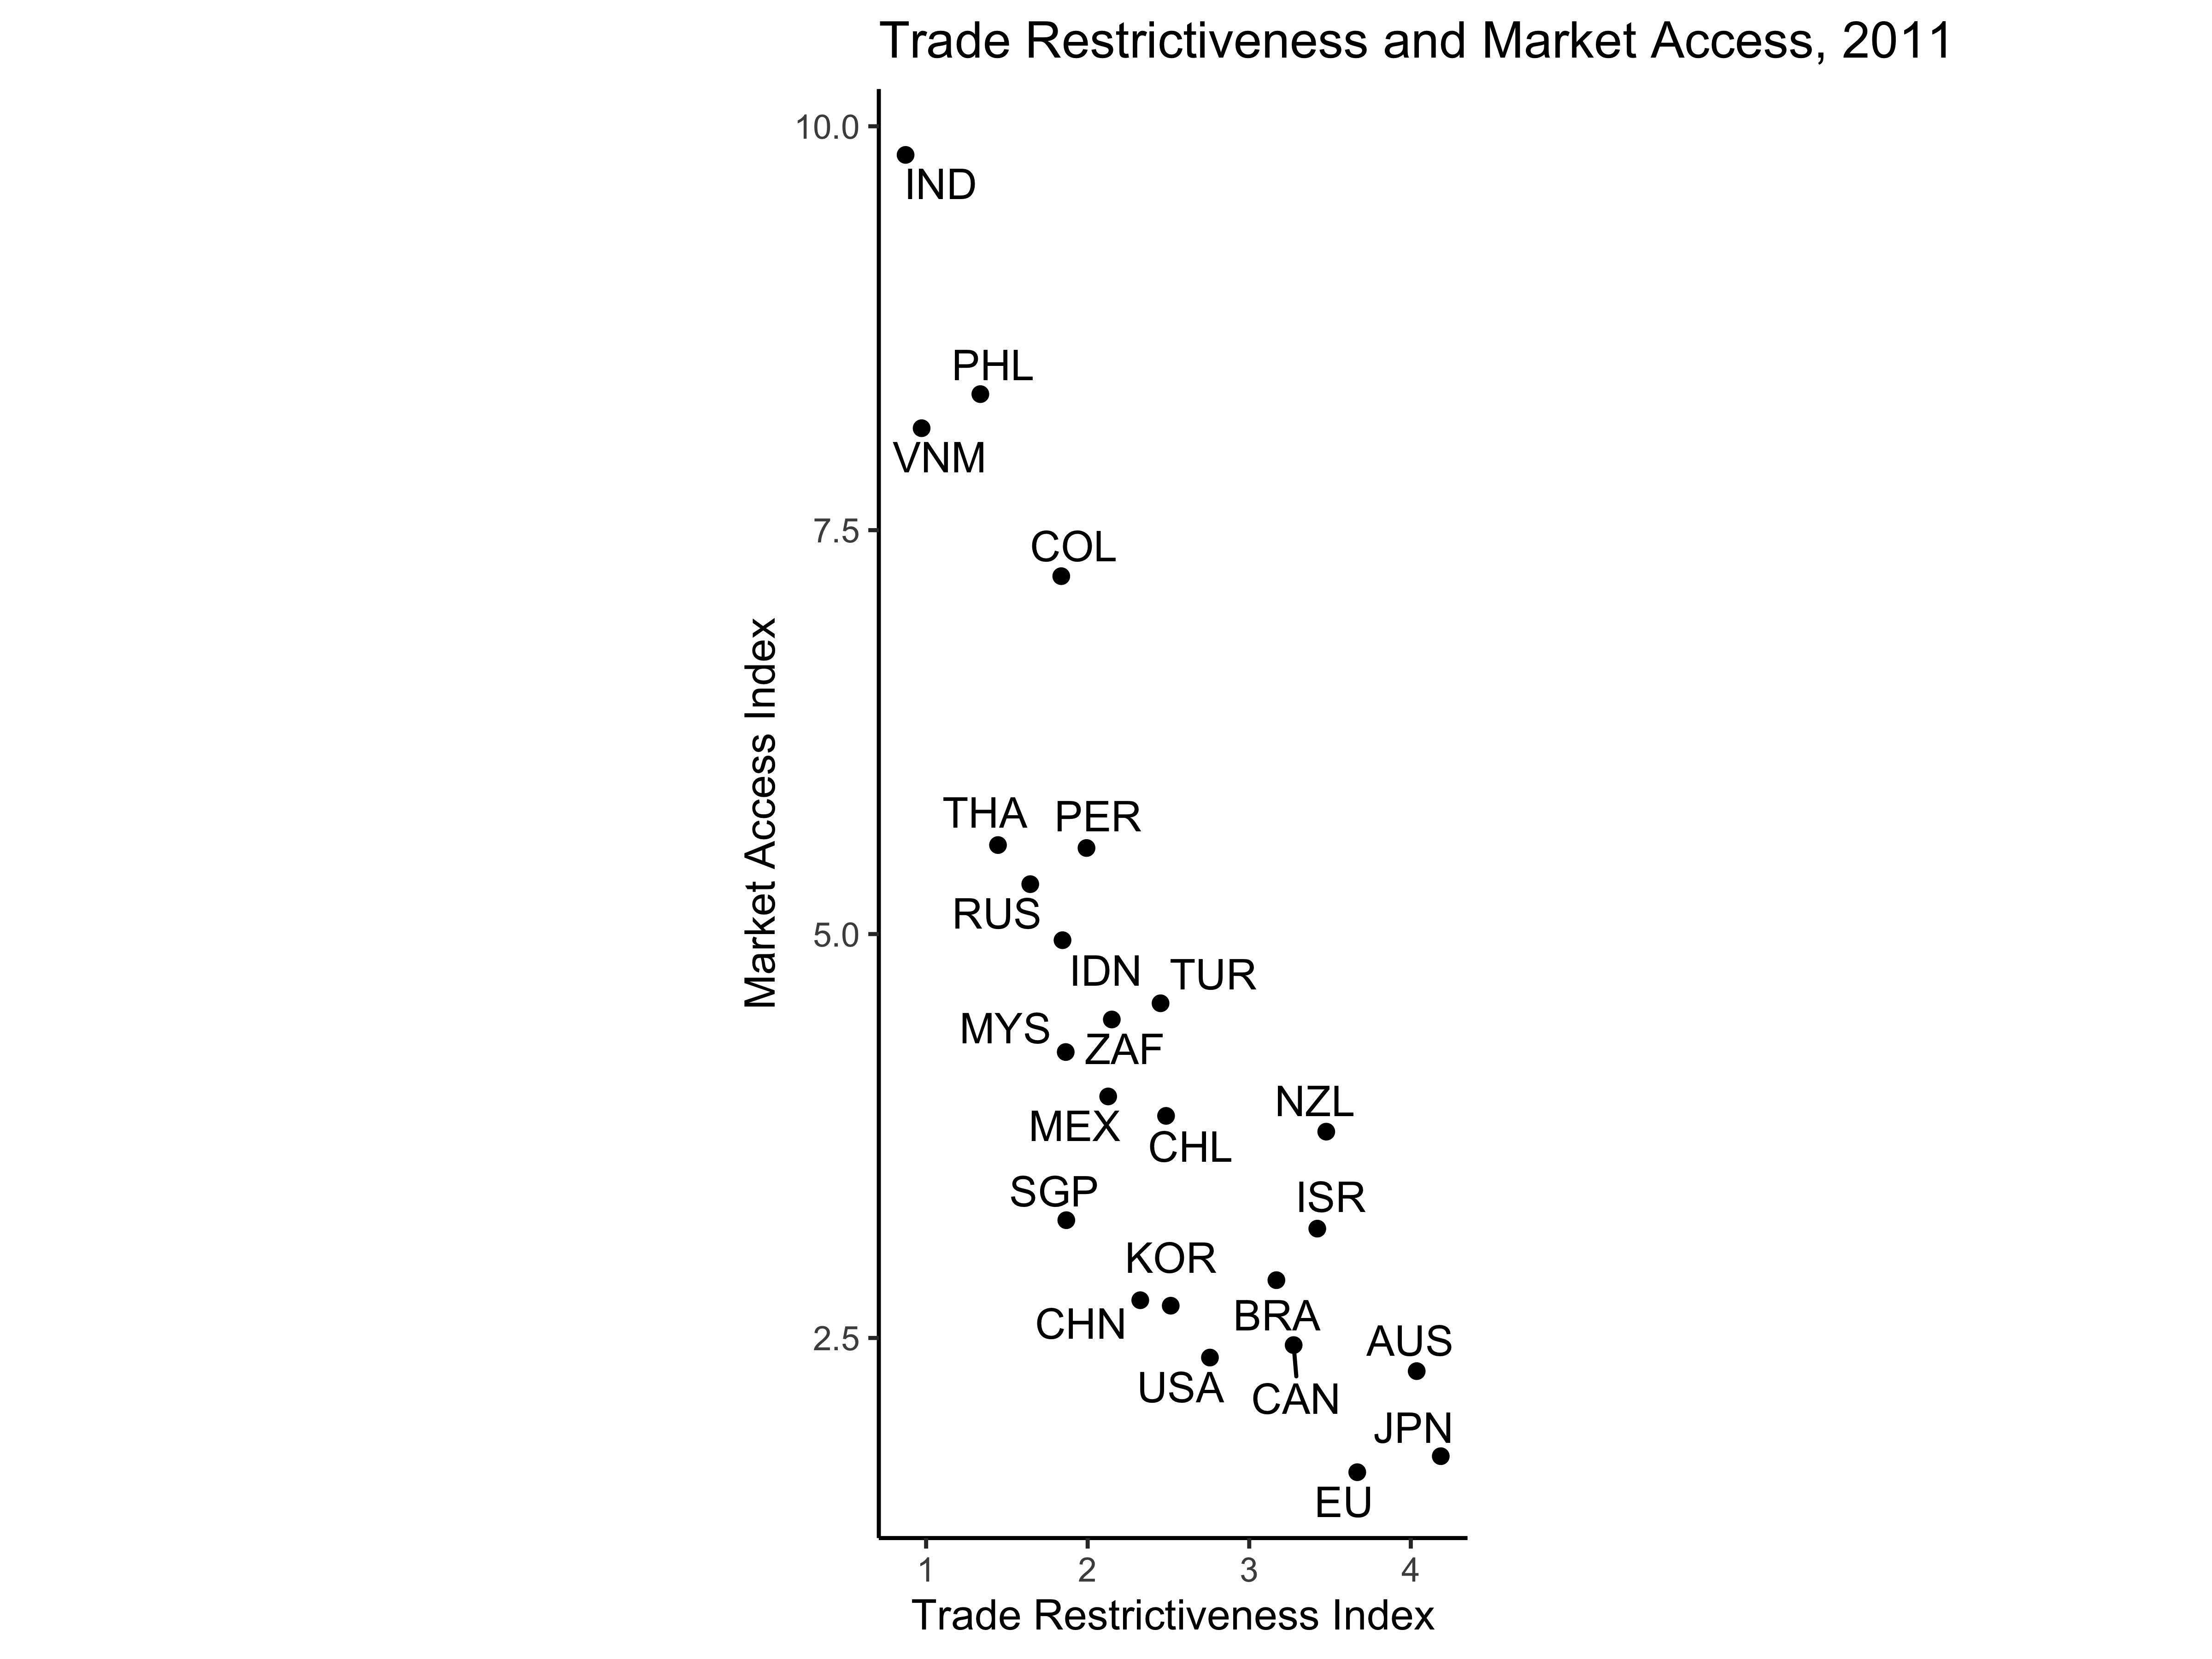 Trade Restrictiveness and Market Access, 2011
10.0
IND
PHL
VNM
7.5
COL
Market Access Index
THA PER
RUS
5.0
IDN TUR
MYS ZAF
NZL
MEX CHL
SGP ISR
KOR
CHN BRA
2.5
AUS
USA CAN
JPN
EU
1 2 3 4
Trade Restrictiveness Index